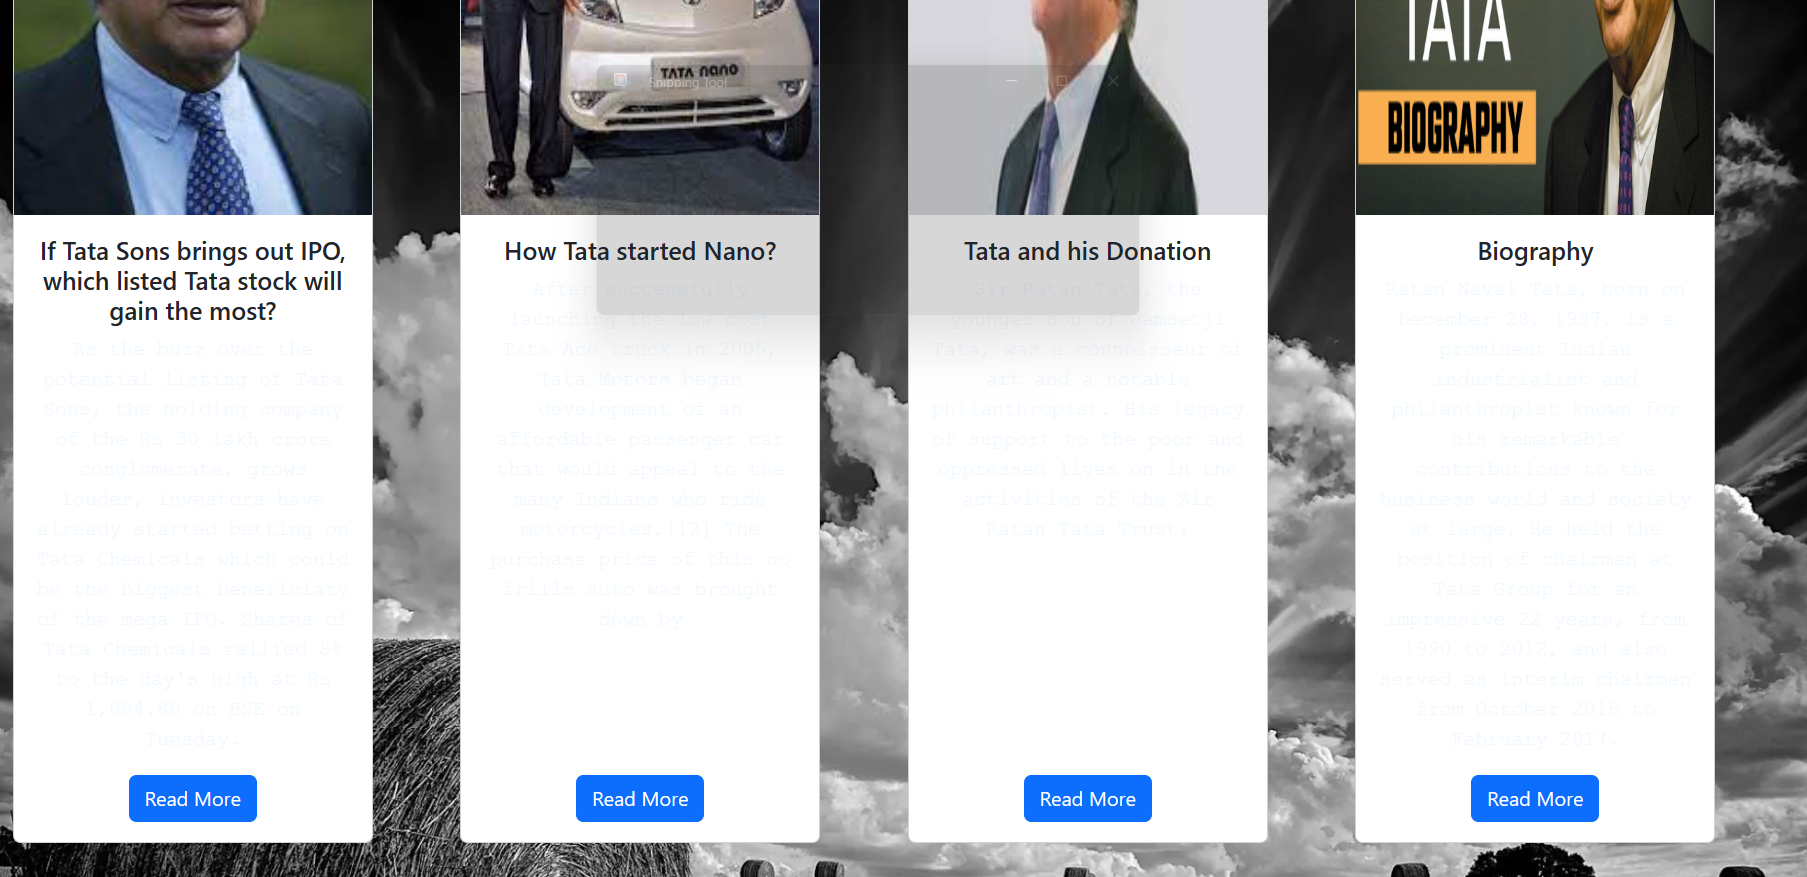 TATA nano
TATA
BIOGRAPHY
Snipping Tool
If Tata Sons brings out IPO,
which listed Tata stock will
gain the most?
As the buzz over the
potential listing of Tata
Sons, the holding company
of the Rs 30 lakh crore
conglomerate, grows
louder, investors have
already started betting on
Tata Chemicals which could
be the biggest beneficiary
of the mega IPO. Shares of
Tata Chemicals rallied 8%
to the day's high at Rs
1,084.80 on BSE on
Tuesday.
Read More
How Tata started Nano?
After successfully
launching the low cost
Tata Ace truck in 2005,
Tata Motors began
development of an
affordable passenger car
that would appeal to the
many Indians who ride
motorcycles.[12] The
purchase price of this no
frills auto was brought
down by
Read More
Tata and his Donation
Sir Ratan Tata, the
younger son of Jamsetji
Tata, was a connoisseur of
art and a notable
philanthropist. His legacy
of support to the poor and
oppressed lives on in the
activities of the Sir
Ratan Tata Trust.
Read More
Biography
Ratan Naval Tata, born on
December 28, 1937, is a
prominent Indian
industrialist and
philanthropist known for
his remarkable
contributions to the
business world and society
at large. He held the
position of chairman at
Tata Group for an
impressive 22 years, from
1990 to 2012, and also
served as interim chairman
from October 2016 to
February 2017.
Read More